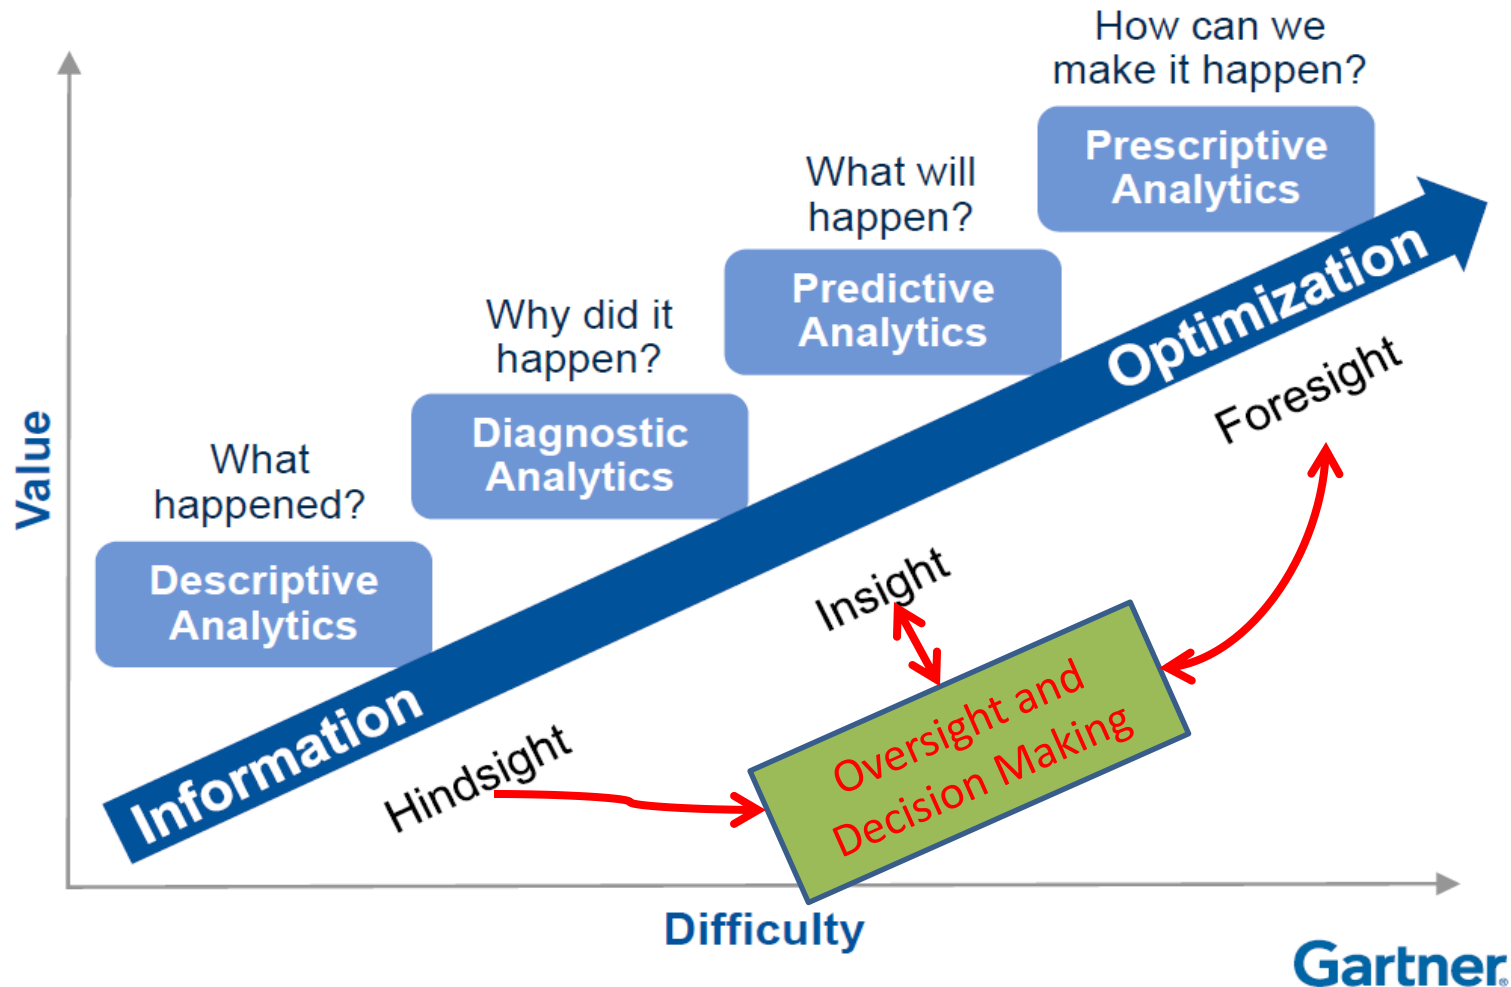 How can we
make it happen?
Prescriptive
Analytics
What will
happen?
Predictive
Analytics
Why did it
happen?
Diagnostic
Analytics
What
happened?
Descriptive
Analytics
Value
Information
Optimization
Hindsight
Insight
Foresight
Oversight and
Decision Making
Difficulty
Gartner®